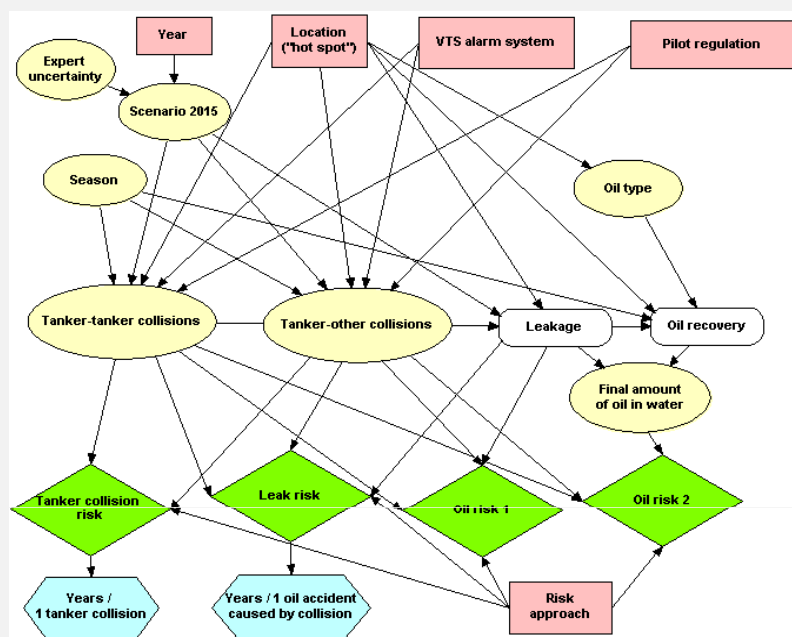 Year
Location
("hot spot")
VTS alarm system
Pilot regulation
Expert
uncertainty
Scenario 2015
Season
Oil type
Tanker-tanker collisions
Tanker-other collisions
Leakage
Oil recovery
Final amount
of oil in water
Tanker collision
risk
Leak risk
Oil risk 1
Oil risk 2
Years /
1 tanker collision
Years / 1 oil accident
caused by collision
Risk
approach